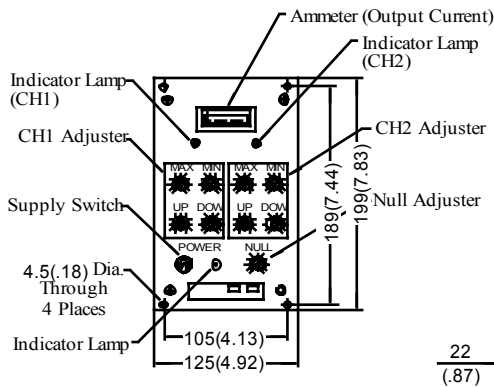 Ammeter (Output Current)
Indicator Lamp
(CH2)
Indicator Lamp
(CH1)
CH1 Adjuster
CH2 Adjuster
MAX MIN MAX MIN
UP DOW UP DOW
Supply Switch
Null Adjuster
POWER NULL
189(7.44)
199(7.83)
4.5(.18) Dia.
Through
4 Places
Indicator Lamp
105(4.13)
125(4.92)
22
(.87)